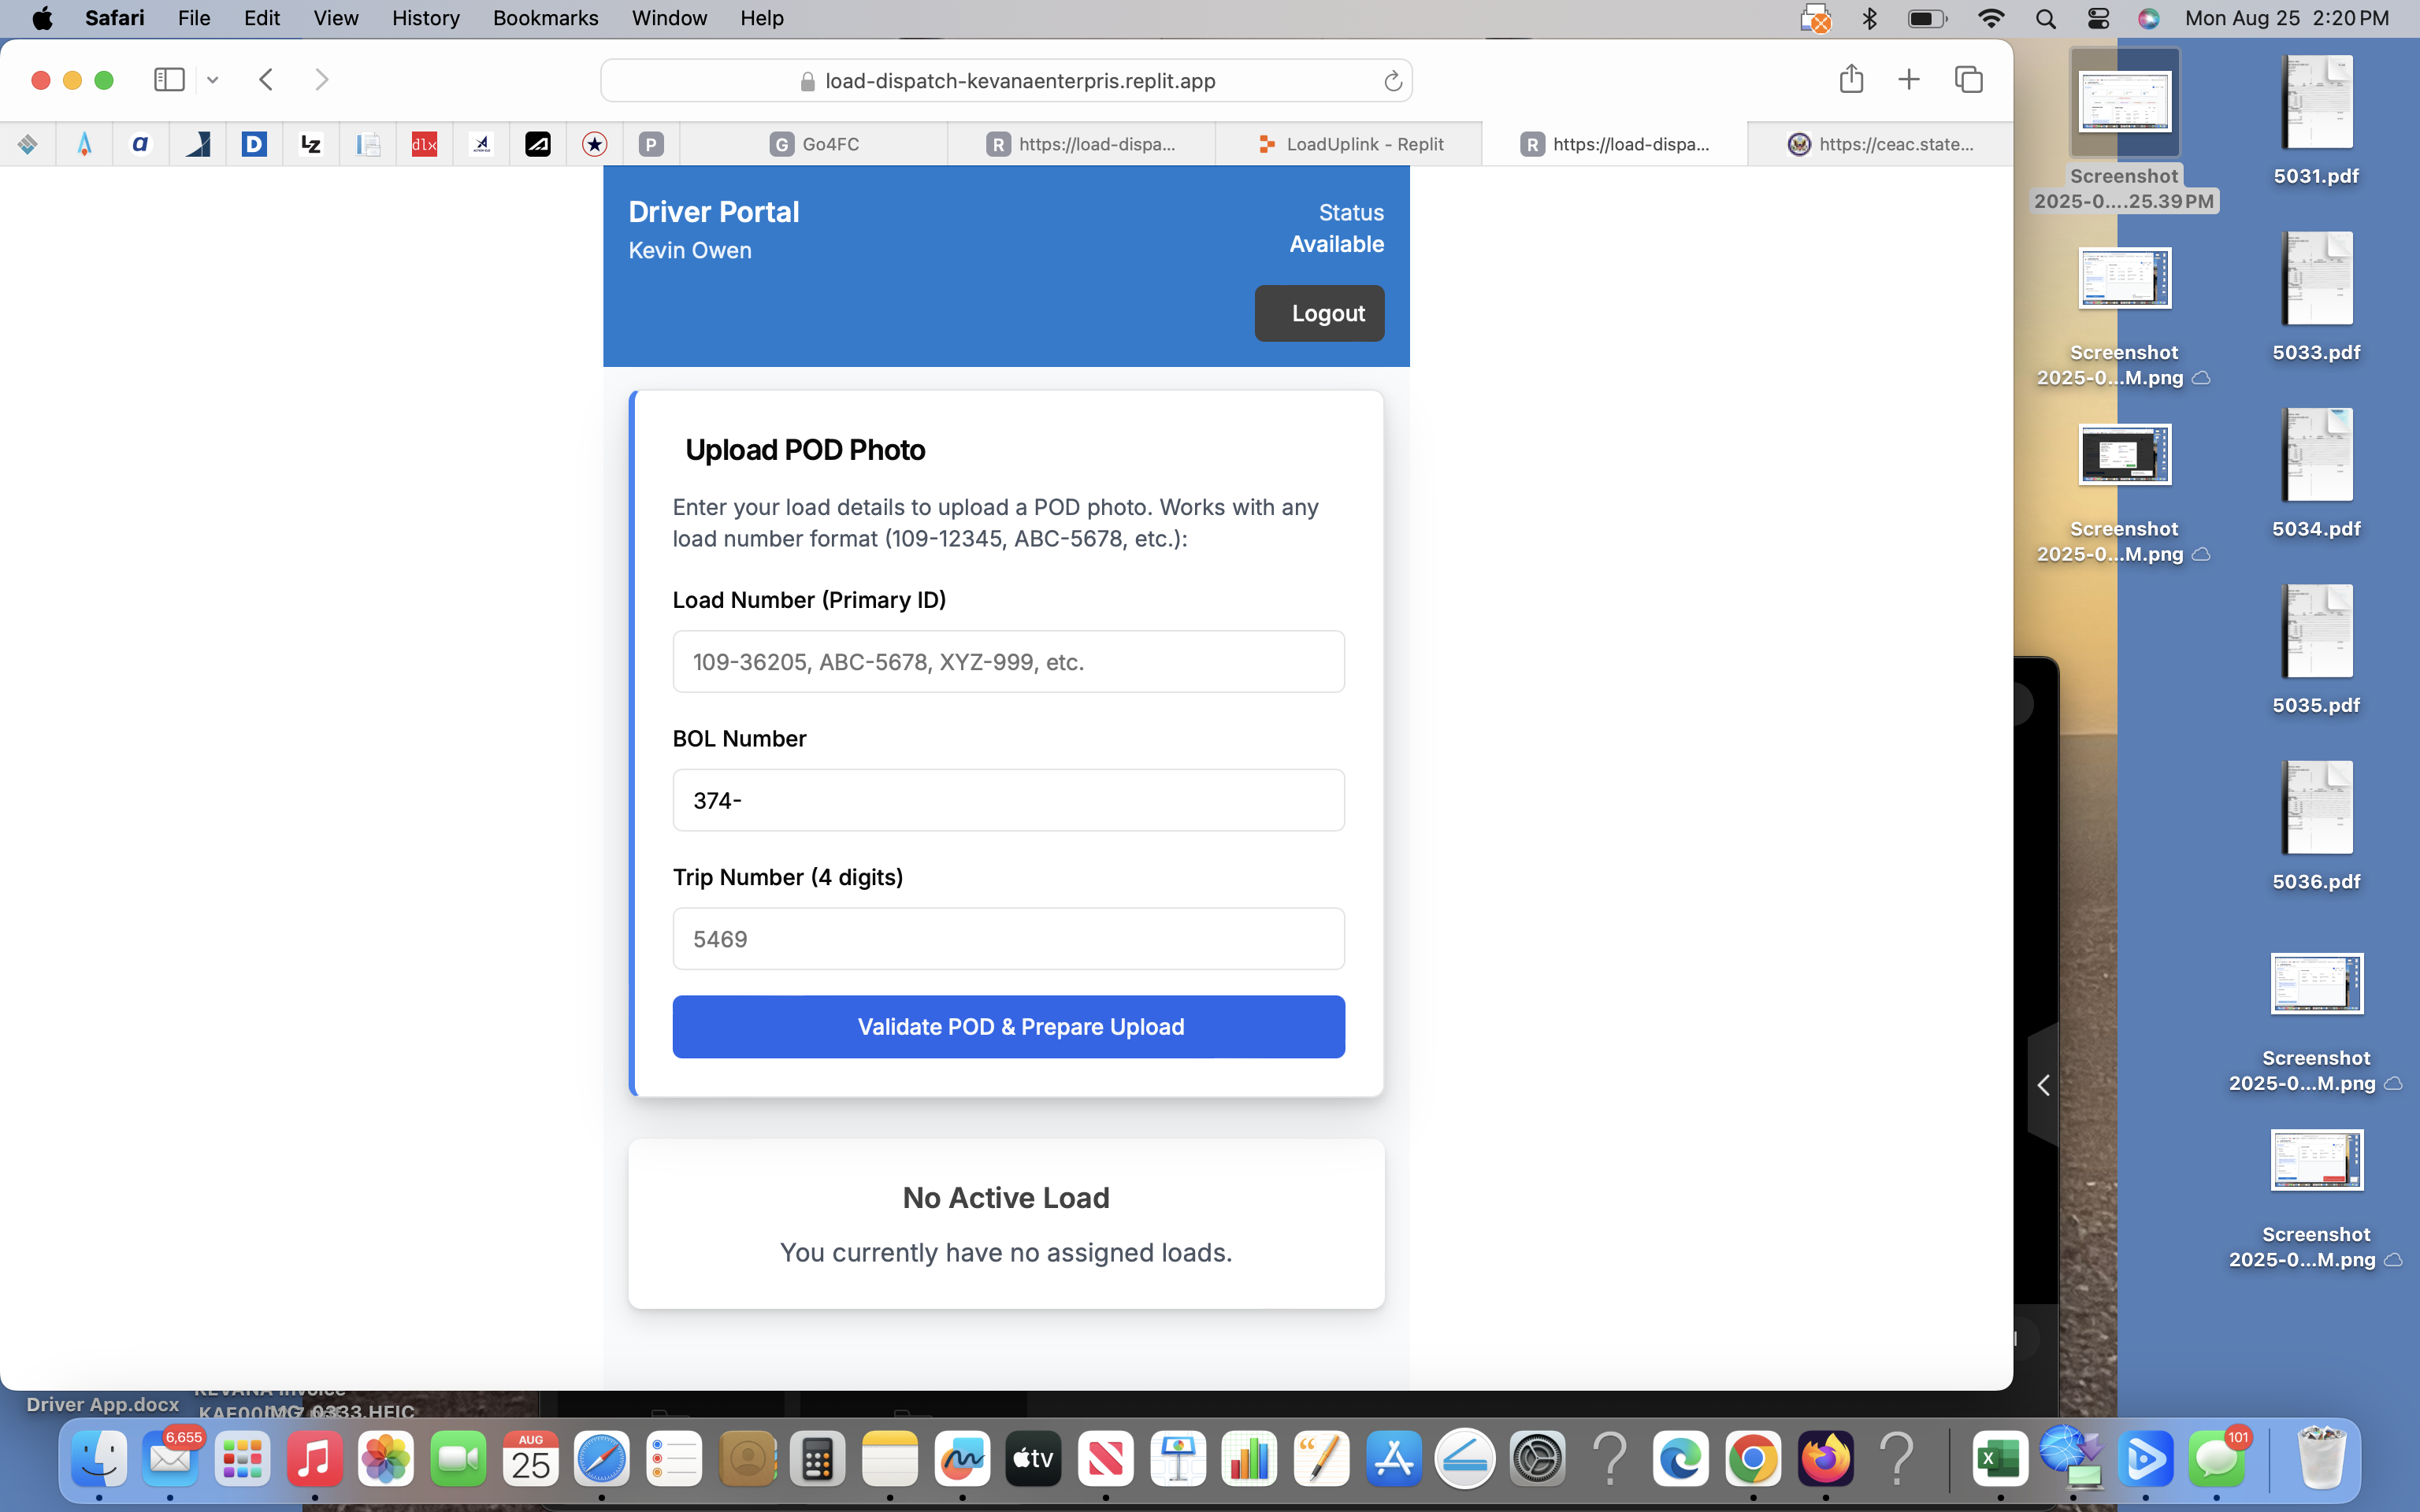 Safari File Edit View History Bookmarks Window Help
Mon Aug 25 2:20 PM
load-dispatch-kevanaenterpris.replit.app
a
D
LZ
dlx
P
G Go4FC
R https://load-dispa...
LoadUplink - Replit
R https://load-dispa...
https://ceac.state...
Driver Portal
Kevin Owen
Status
Available
Logout
Upload POD Photo
Enter your load details to upload a POD photo. Works with any
load number format (109-12345, ABC-5678, etc.):
Load Number (Primary ID)
109-36205, ABC-5678, XYZ-999, etc.
BOL Number
374-
Trip Number (4 digits)
5469
Validate POD & Prepare Upload
No Active Load
You currently have no assigned loads.
Screenshot
2025-0....25.39 PM
Screenshot
2025-0...M.png
Screenshot
2025-0...M.png
5031.pdf
5033.pdf
5034.pdf
5035.pdf
5036.pdf
Screenshot
2025-0...M.png
Screenshot
2025-0...M.png
Driver App.docx
6,655
AUG
25
tv
X
101